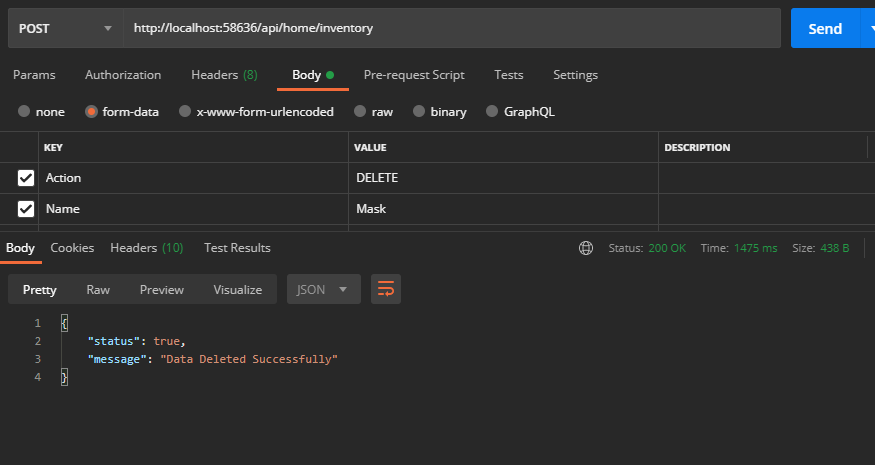 POST http://localhost:58636/api/home/inventory Send
Params Authorization Headers (8) Body Pre-request Script Tests Settings
none form-data x-www-form-urlencoded raw binary GraphQL
KEY VALUE DESCRIPTION
Action DELETE
Name Mask
Body Cookies Headers (10) Test Results Status: 200 OK Time: 1475 ms Size: 438 B
Pretty Raw Preview Visualize JSON
1 {
2 "status": true,
3 "message": "Data Deleted Successfully"
4 }